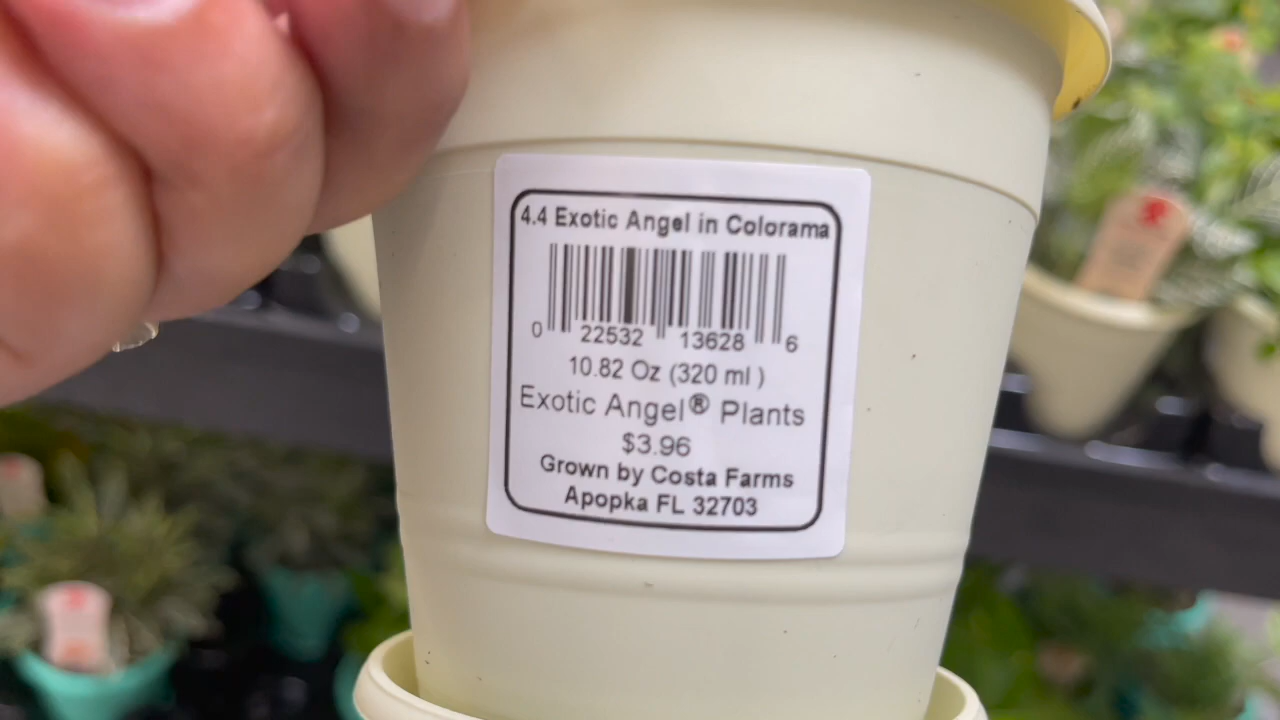 4.4 Exotic Angel in Colorama
0 22532 13628 6
10.82 Oz (320 ml )
Exotic Angel® Plants
$3.96
Grown by Costa Farms
Apopka FL 32703